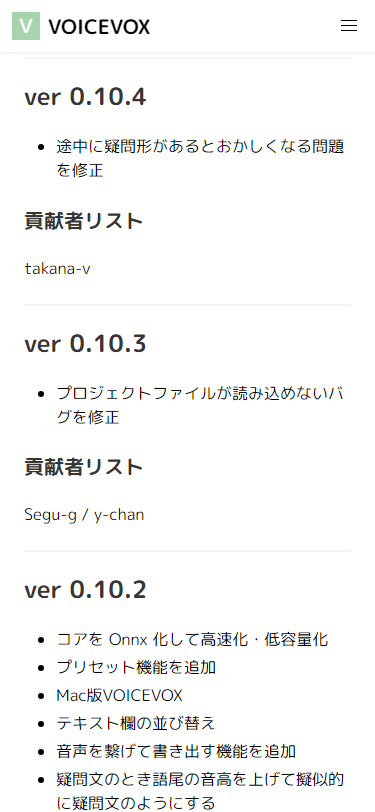 V VOICEVOX
ver 0.10.4
途中に疑問形があるとおかしくなる問題
を修正
貢献者リスト
takana-v
ver 0.10.3
プロジェクトファイルが読み込めないバ
グを修正
貢献者リスト
Segu-g / y-chan
ver 0.10.2
コアを Onnx 化して高速化・低容量化
プリセット機能を追加
Mac版VOICEVOX
テキスト欄の並び替え
音声を繋げて書き出す機能を追加
疑問文のとき語尾の音高を上げて擬似的
に疑問文のようにする